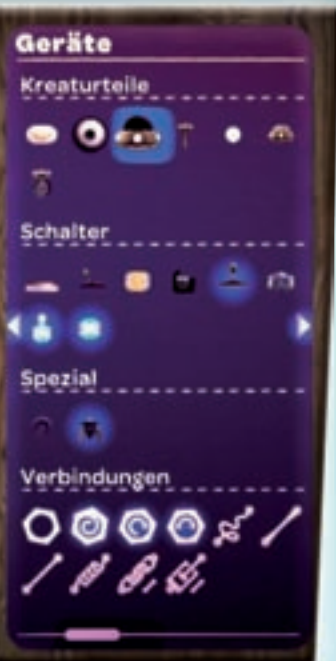 Geräte
Kreaturteile
Schalter
Spezial
Verbindungen